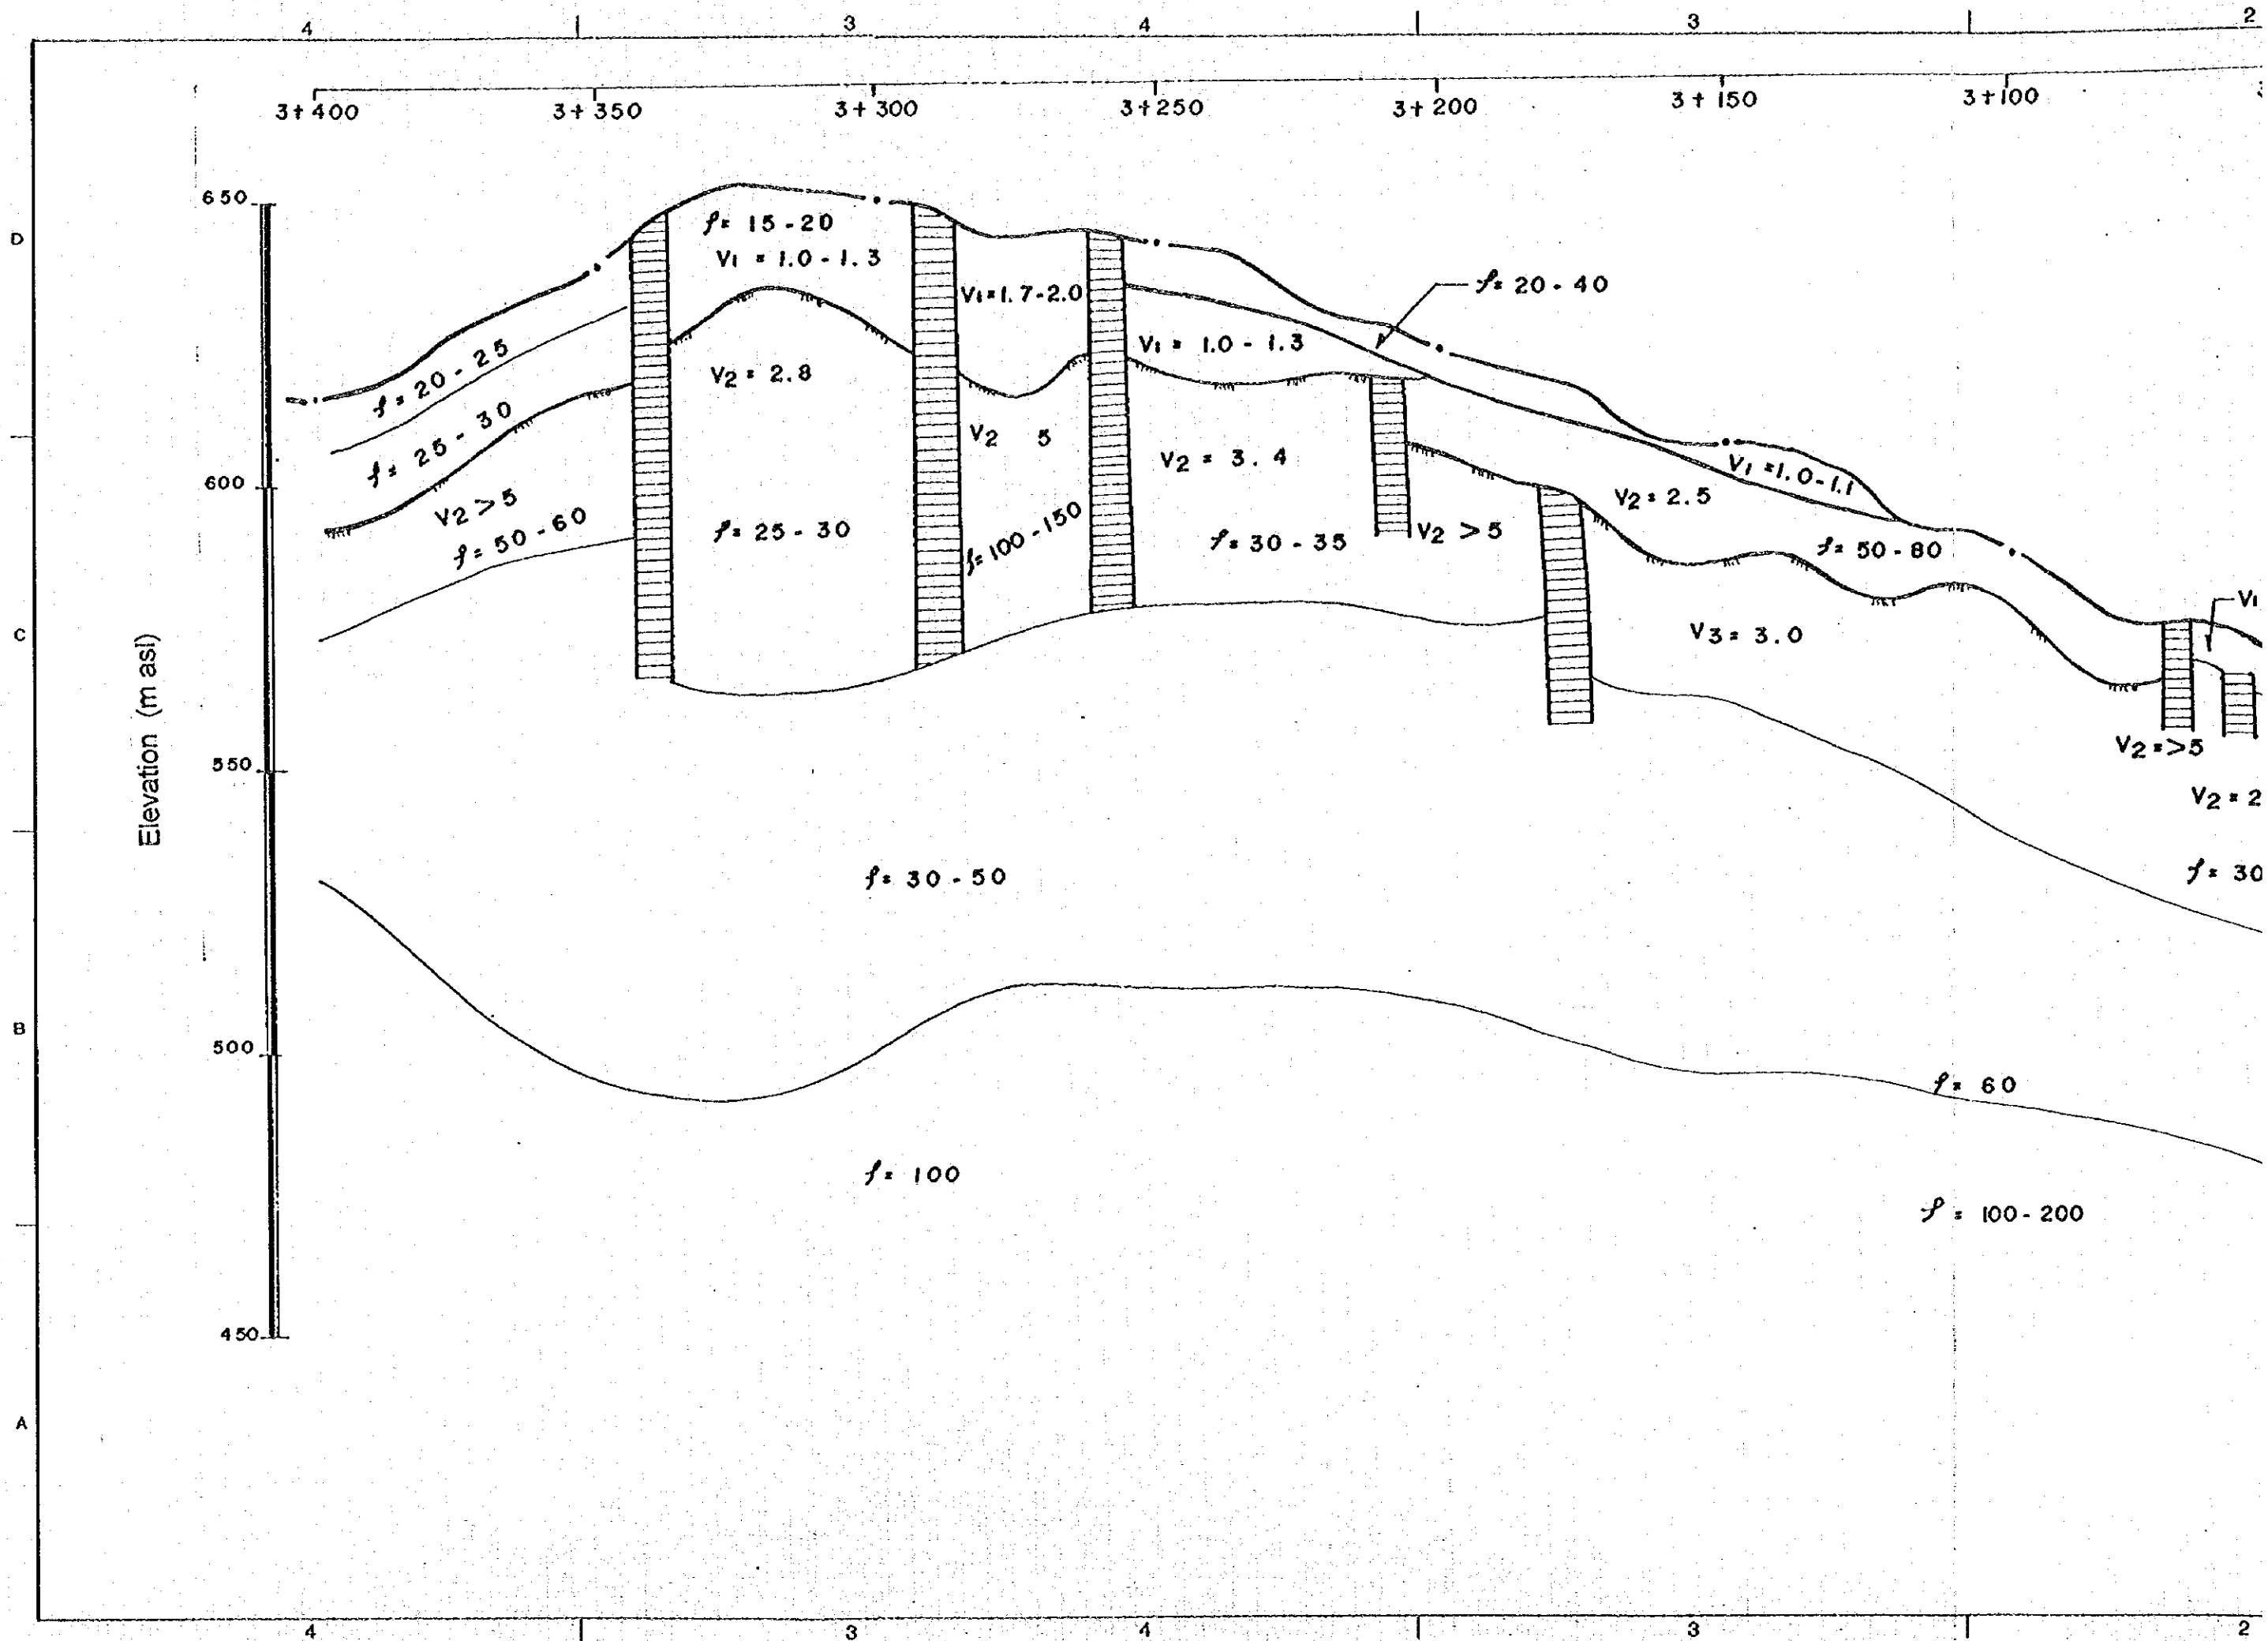 4 3 4 3 2
3+400 3+350 3+300 3+250 3+200 3+150 3+100
650
D
ƒ= 15-20
V1 = 1.0-1.3
V1=1.7-2.0
ƒ= 20-40
V1= 1.0-1.3
ƒ= 20-25
V2= 2.8
ƒ= 25-30
V2 5
V2= 3.4
V1=1.0-1.1
600
V2>5
V2=2.5
ƒ=50-60
ƒ= 25-30
ƒ=100-150
ƒ=30-35
V2 >5
ƒ= 50-80
V1
C
V3= 3.0
Elevation (m asl)
550
V2=>5
V2= 2
ƒ= 30-50
ƒ= 30
B
500
ƒ= 60
ƒ= 100
ƒ= 100-200
450
A
4 3 4 3 2